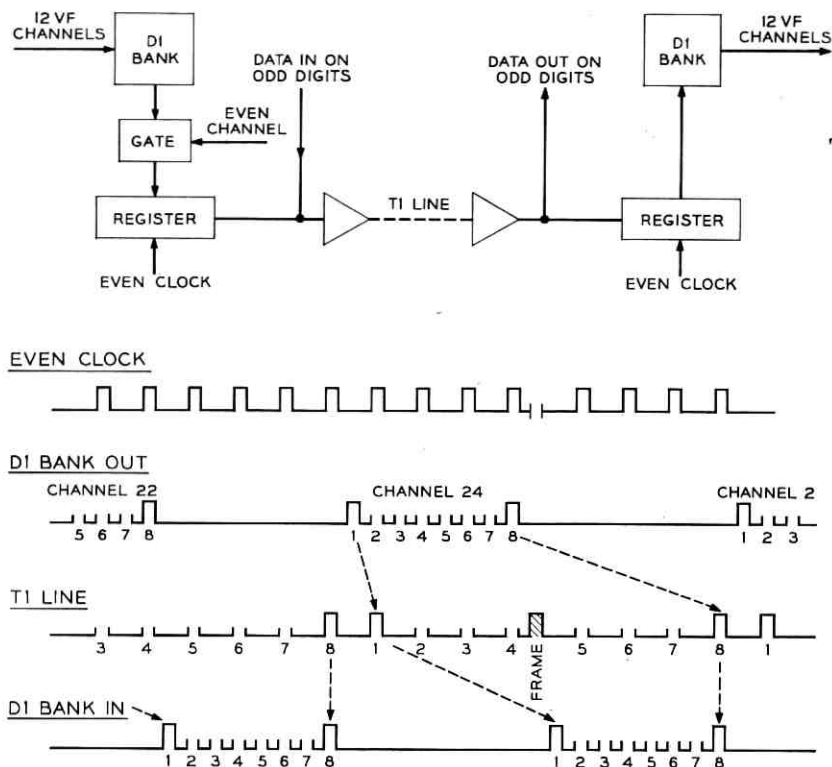 12 VF
CHANNELS
D1
BANK
DATA IN ON
ODD DIGITS
DATA OUT ON
ODD DIGITS
D1
BANK
12 VF
CHANNELS
EVEN
CHANNEL
GATE
REGISTER
T1 LINE
REGISTER
EVEN CLOCK
EVEN CLOCK
EVEN CLOCK
D1 BANK OUT
CHANNEL 22
CHANNEL 24
CHANNEL 2
5 6 7 8 1 2 3 4 5 6 7 8 1 2 3
T1 LINE
3 4 5 6 7 8 1 2 3 4 FRAME 5 6 7 8 1
D1 BANK IN
1 2 3 4 5 6 7 8 1 2 3 4 5 6 7 8